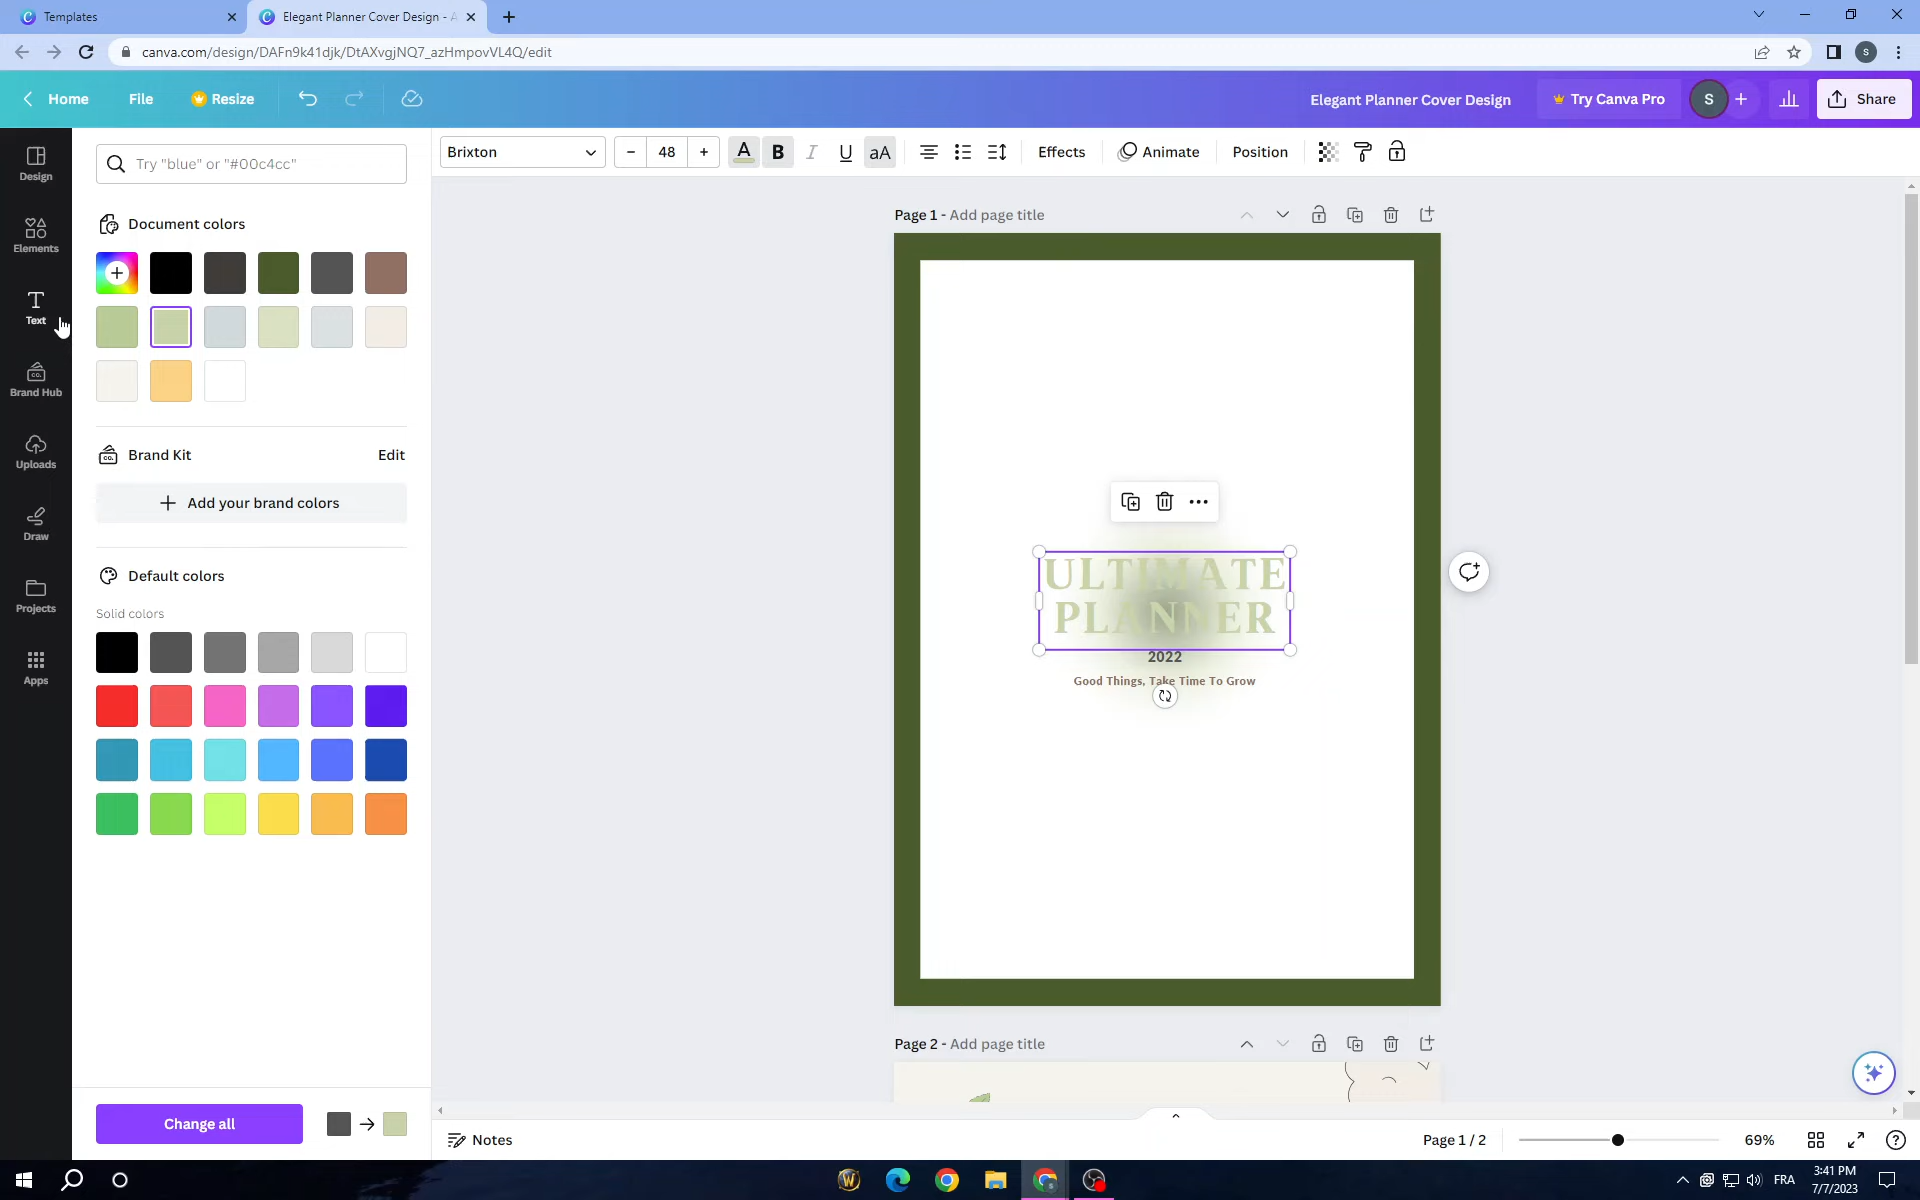 Templates
Elegant Planner Cover Design - A
canva.com/design/DAFn9k41djk/DtAXvgjNQ7_azHmpovVL4Q/edit
S
Home
File
Resize
Elegant Planner Cover Design
Try Canva Pro
S
Share
Design
Elements
Text
Brand Hub
Uploads
Draw
Projects
Apps
Try "blue" or "#00c4cc"
Document colors
Brand Kit
Edit
Add your brand colors
Default colors
Solid colors
Change all
Brixton
48
A
B
I
U
aA
Effects
Animate
Position
Page 1 - Add page title
ULTIMATE
PLANNER
2022
Good Things, Take Time To Grow
Page 2 - Add page title
Notes
Page 1 / 2
69%
FRA
3:41 PM
7/7/2023